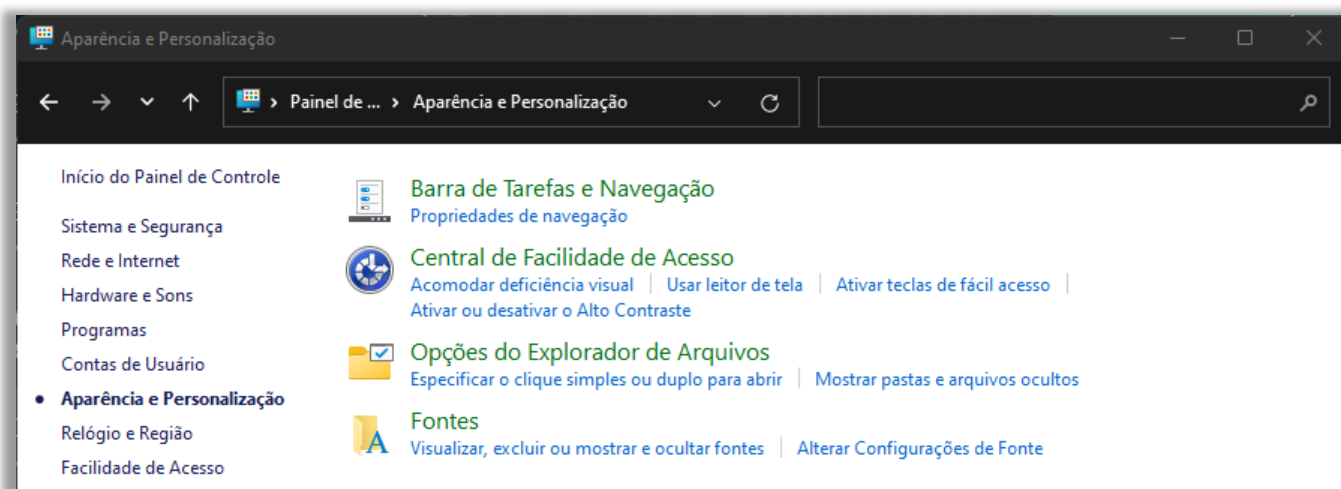 Aparência e Personalização
Painel de ... > Aparência e Personalização
Início do Painel de Controle
Sistema e Segurança
Rede e Internet
Hardware e Sons
Programas
Contas de Usuário
Aparência e Personalização
Relógio e Região
Facilidade de Acesso
Barra de Tarefas e Navegação
Propriedades de navegação
Central de Facilidade de Acesso
Acomodar deficiência visual | Usar leitor de tela | Ativar teclas de fácil acesso |
Ativar ou desativar o Alto Contraste
Opções do Explorador de Arquivos
Especificar o clique simples ou duplo para abrir | Mostrar pastas e arquivos ocultos
Fontes
Visualizar, excluir ou mostrar e ocultar fontes | Alterar Configurações de Fonte